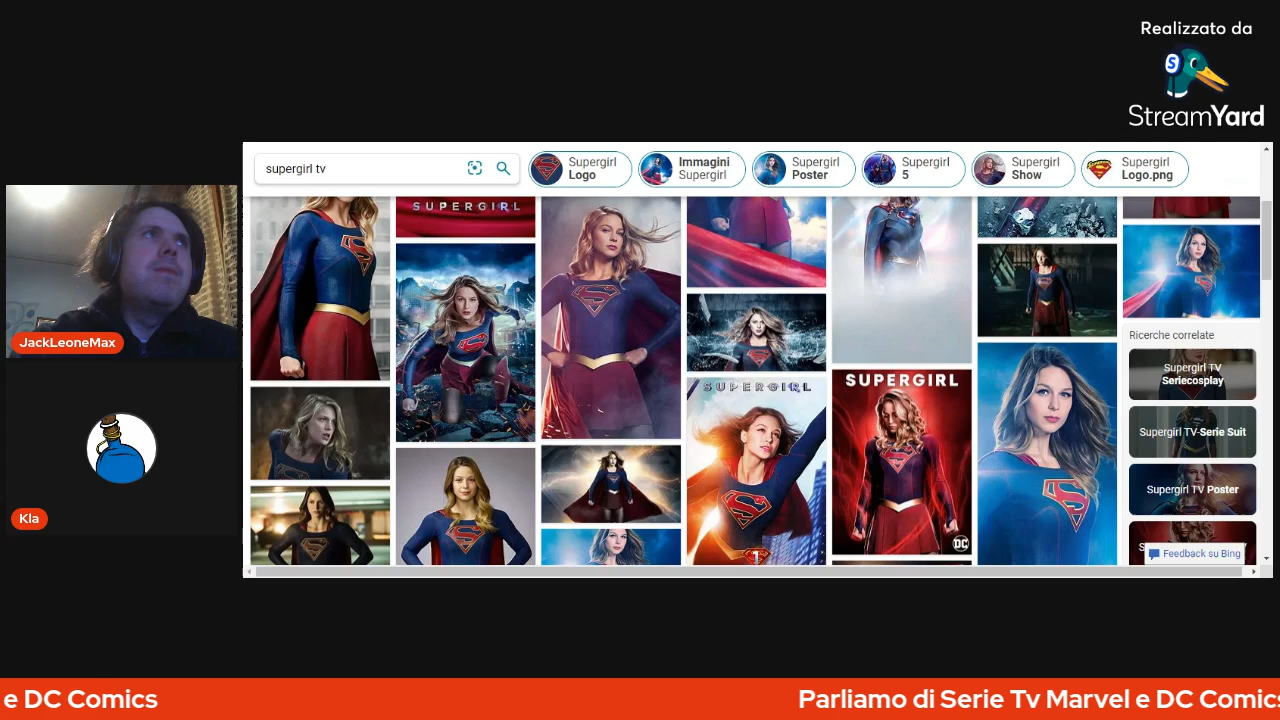 Realizzato da
StreamYard
supergirl tv
Supergirl
Logo
Immagini
Supergirl
Supergirl
Poster
Supergirl
5
Supergirl
Show
Supergirl
Logo.png
SUPERGIRL
SUPERGIRL
SUPERGIRL
DC
Ricerche correlate
Supergirl TV
Seriecosplay
Supergirl TV Serie Suit
Supergirl TV Poster
Feedback su Bing
JackLeoneMax
Kla
e DC Comics
Parliamo di Serie Tv Marvel e DC Comics